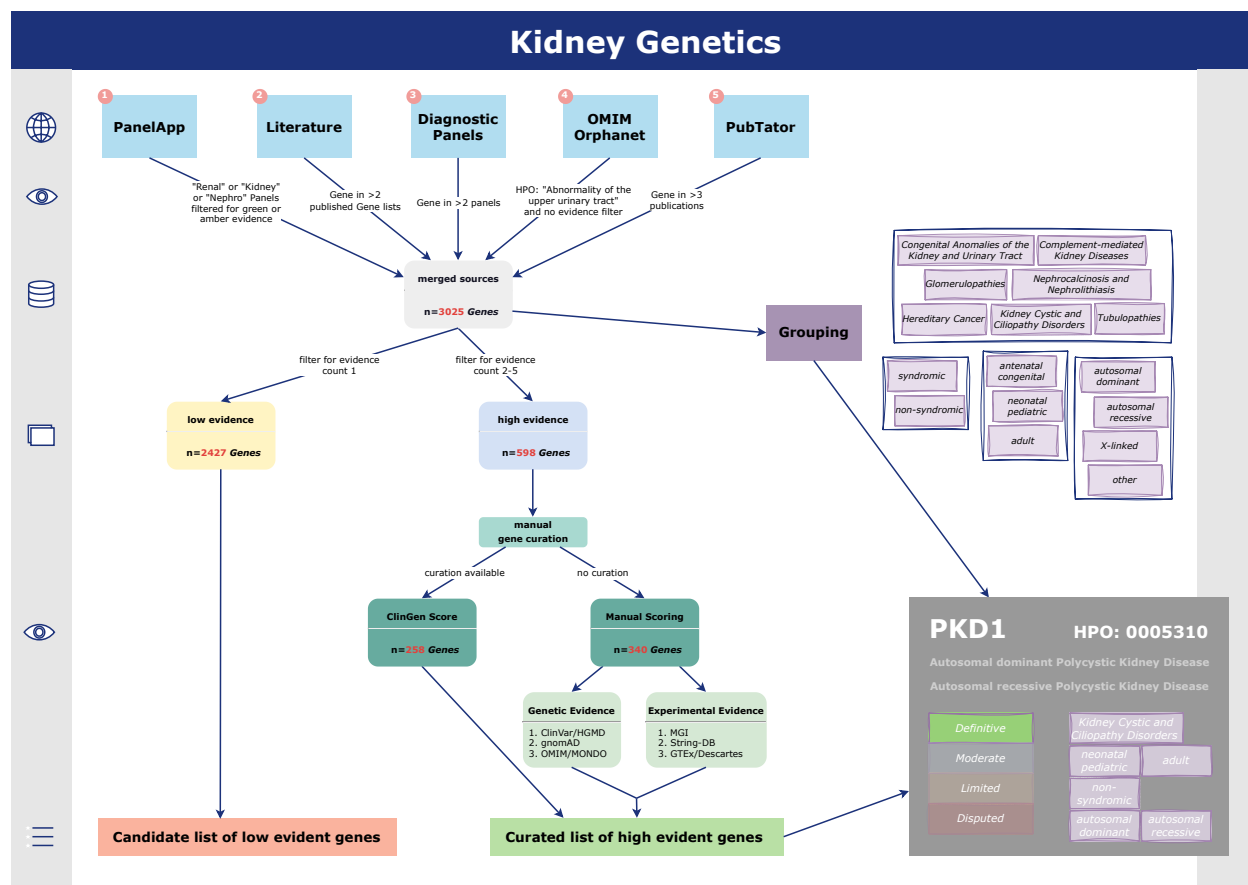 Kidney Genetics
1
PanelApp
2
Literature
3
Diagnostic
Panels
4
OMIM
Orphanet
5
PubTator
"Renal" or "Kidney"
or "Nephro" Panels
filtered for green or
amber evidence
Gene in >2
published Gene lists
Gene in >2 panels
HPO: "Abnormality of the
upper urinary tract"
and no evidence filter
Gene in >3
publications
merged sources
n=3025 Genes
Grouping
Congenital Anomalies of the
Kidney and Urinary Tract
Complement-mediated
Kidney Diseases
Glomerulopathies
Nephrocalcinosis and
Nephrolithiasis
Hereditary Cancer
Kidney Cystic and
Ciliopathy Disorders
Tubulopathies
syndromic
non-syndromic
antenatal
congenital
neonatal
pediatric
adult
autosomal
dominant
autosomal
recessive
X-linked
other
filter for evidence
count 1
filter for evidence
count 2-5
low evidence
n=2427 Genes
high evidence
n=598 Genes
manual
gene curation
curation available
no curation
ClinGen Score
n=258 Genes
Manual Scoring
n=340 Genes
Genetic Evidence
1. ClinVar/HGMD
2. gnomAD
3. OMIM/MONDO
Experimental Evidence
1. MGI
2. String-DB
3. GTEx/Descartes
Candidate list of low evident genes
Curated list of high evident genes
PKD1
HPO: 0005310
Autosomal dominant Polycystic Kidney Disease
Autosomal recessive Polycystic Kidney Disease
Definitive
Moderate
Limited
Disputed
Kidney Cystic and
Ciliopathy Disorders
neonatal
pediatric
adult
non-
syndromic
autosomal
dominant
autosomal
recessive